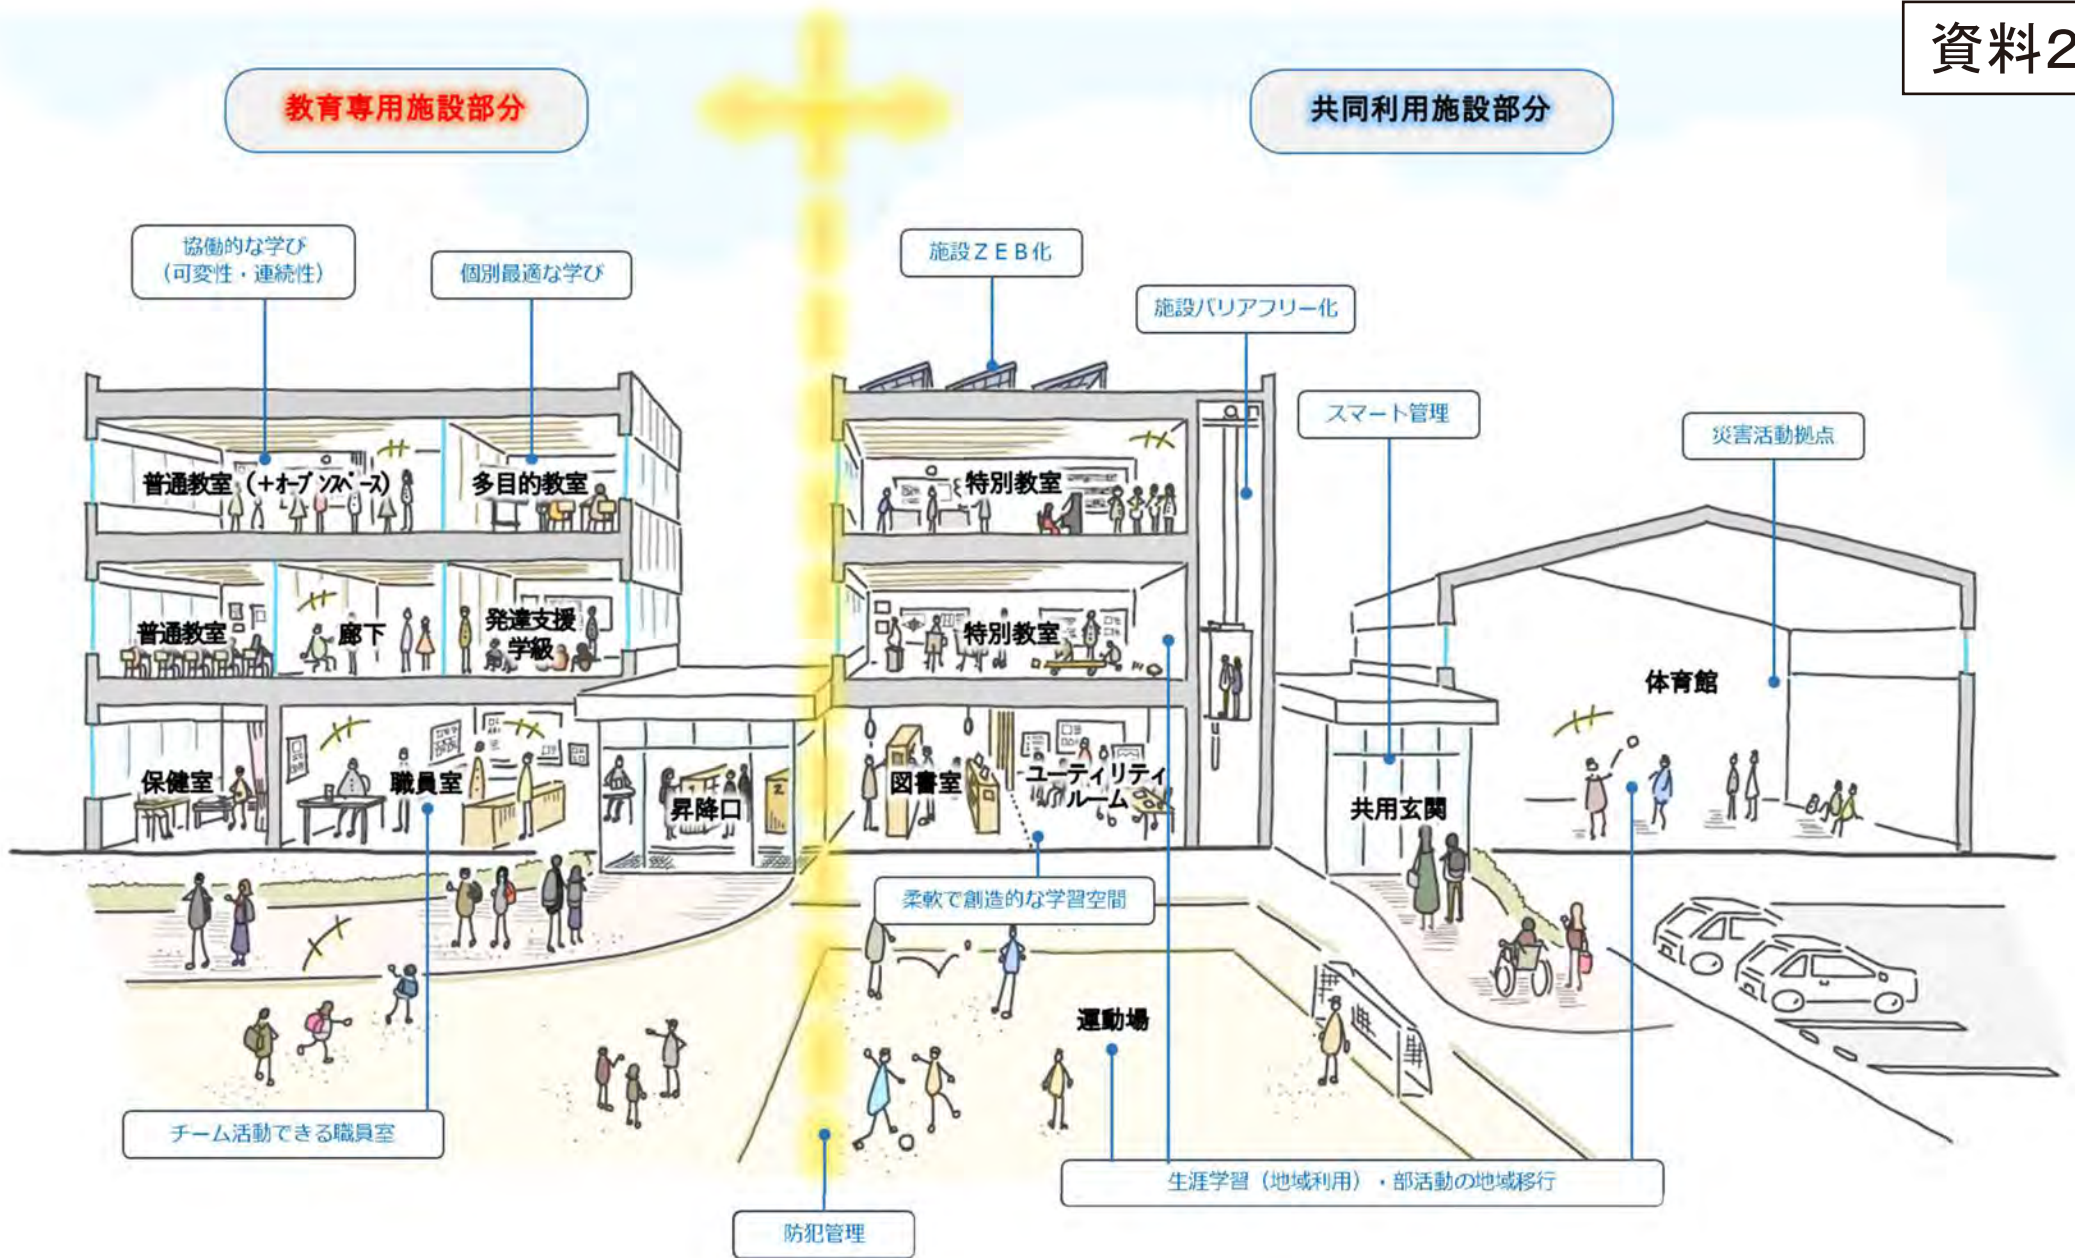 資料2
教育専用施設部分
共同利用施設部分
協働的な学び
（可変性・連続性）
個別最適な学び
施設ＺＥＢ化
施設バリアフリー化
スマート管理
災害活動拠点
普通教室（＋オープンスペース）
多目的教室
特別教室
普通教室
廊下
発達支援
学級
特別教室
体育館
保健室
職員室
昇降口
図書室
ユーティリティ
ルーム
共用玄関
柔軟で創造的な学習空間
運動場
チーム活動できる職員室
生涯学習（地域利用）・部活動の地域移行
防犯管理